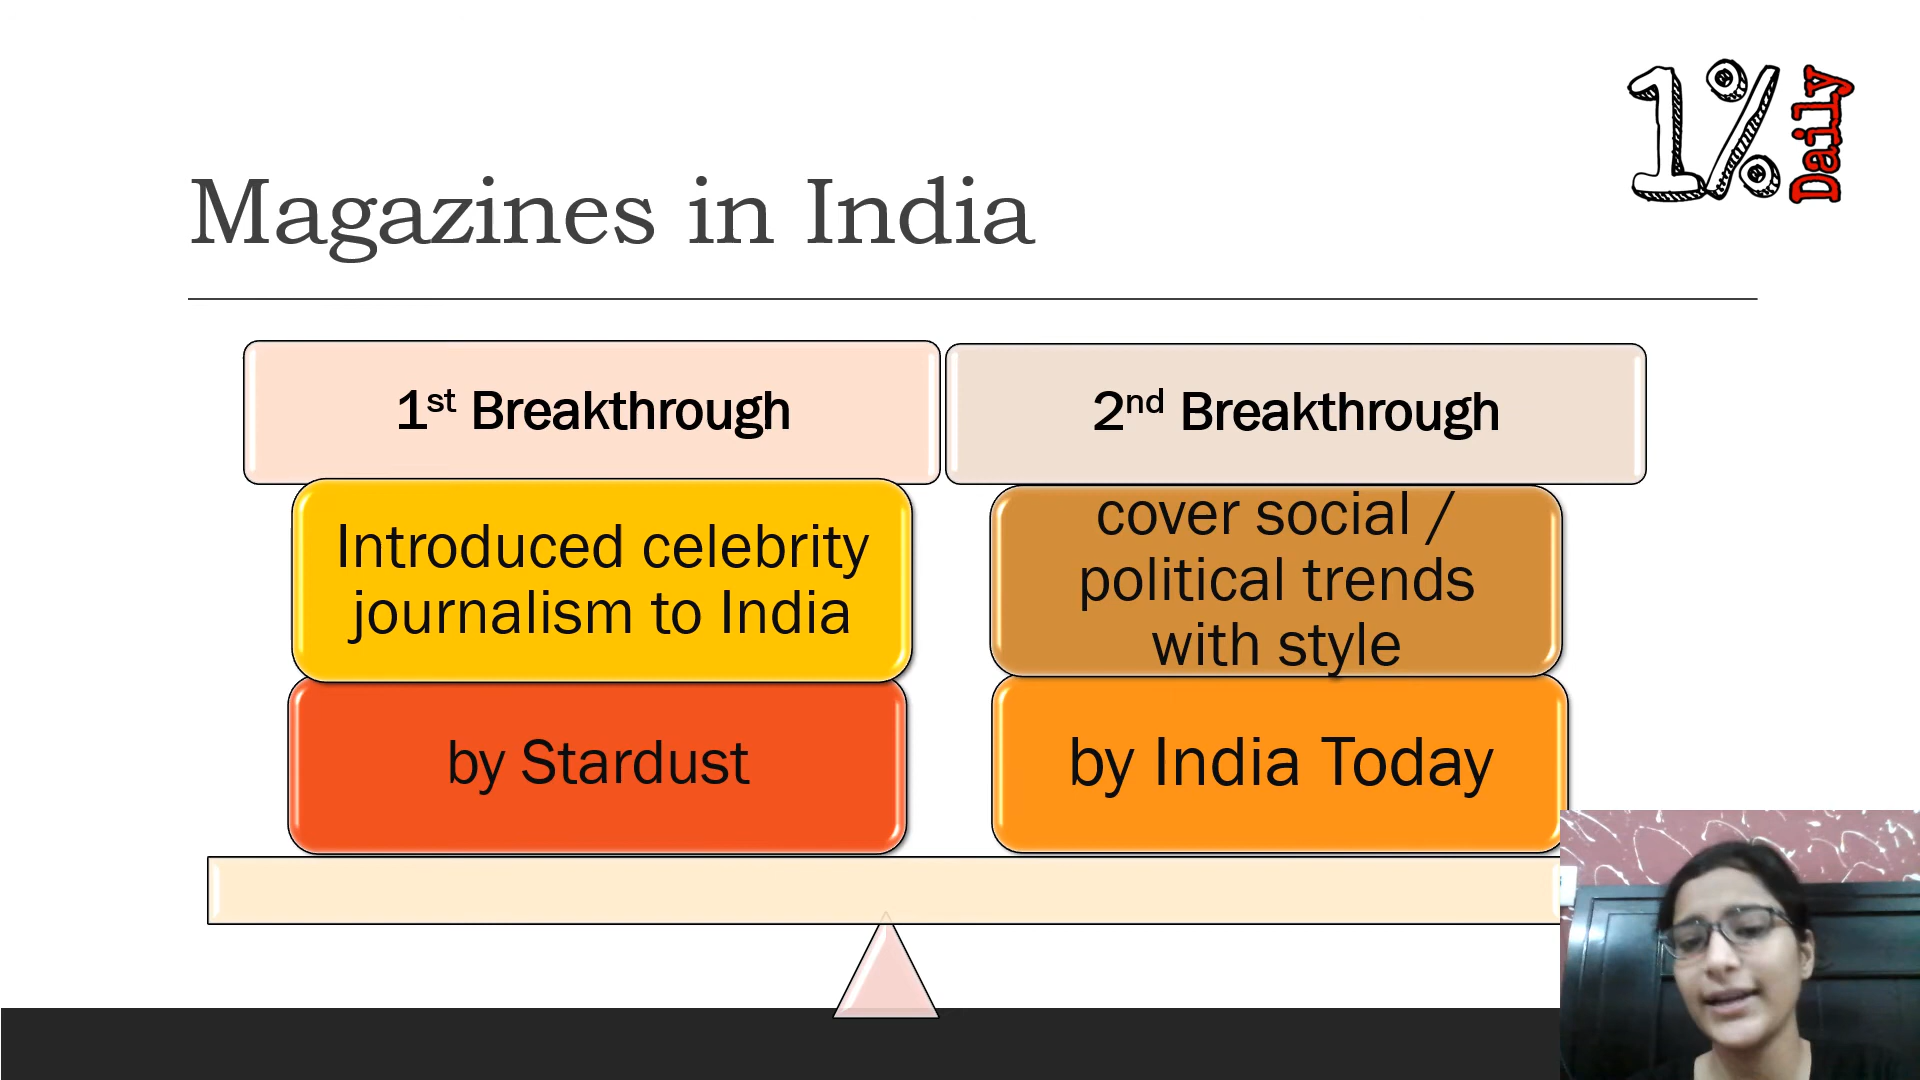 1% Daily
Magazines in India
1st Breakthrough
Introduced celebrity
journalism to India
by Stardust
2nd Breakthrough
cover social /
political trends
with style
by India Today